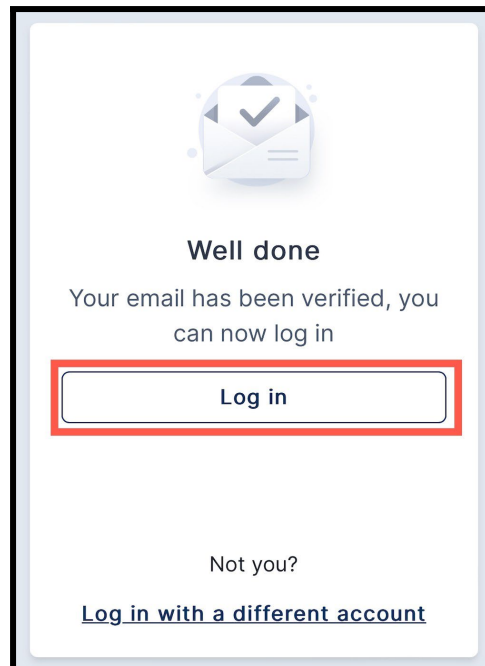 Well done
Your email has been verified, you
can now log in
Log in
Not you?
Log in with a different account